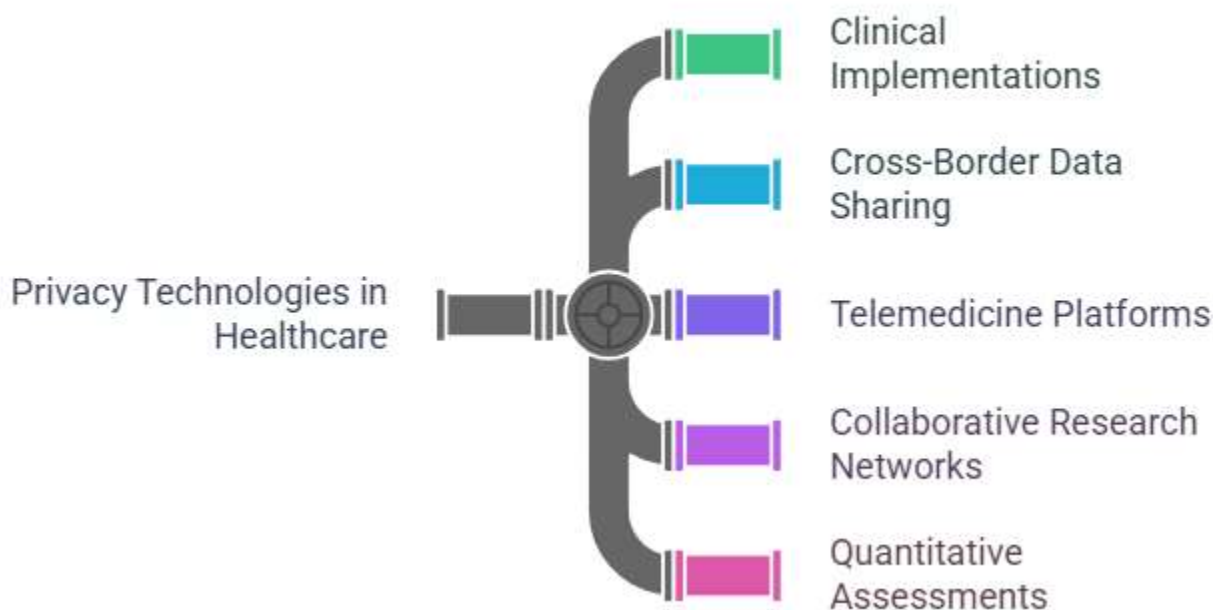 Clinical
Implementations
Cross-Border Data
Sharing
Privacy Technologies in
Healthcare
Telemedicine Platforms
Collaborative Research
Networks
Quantitative
Assessments